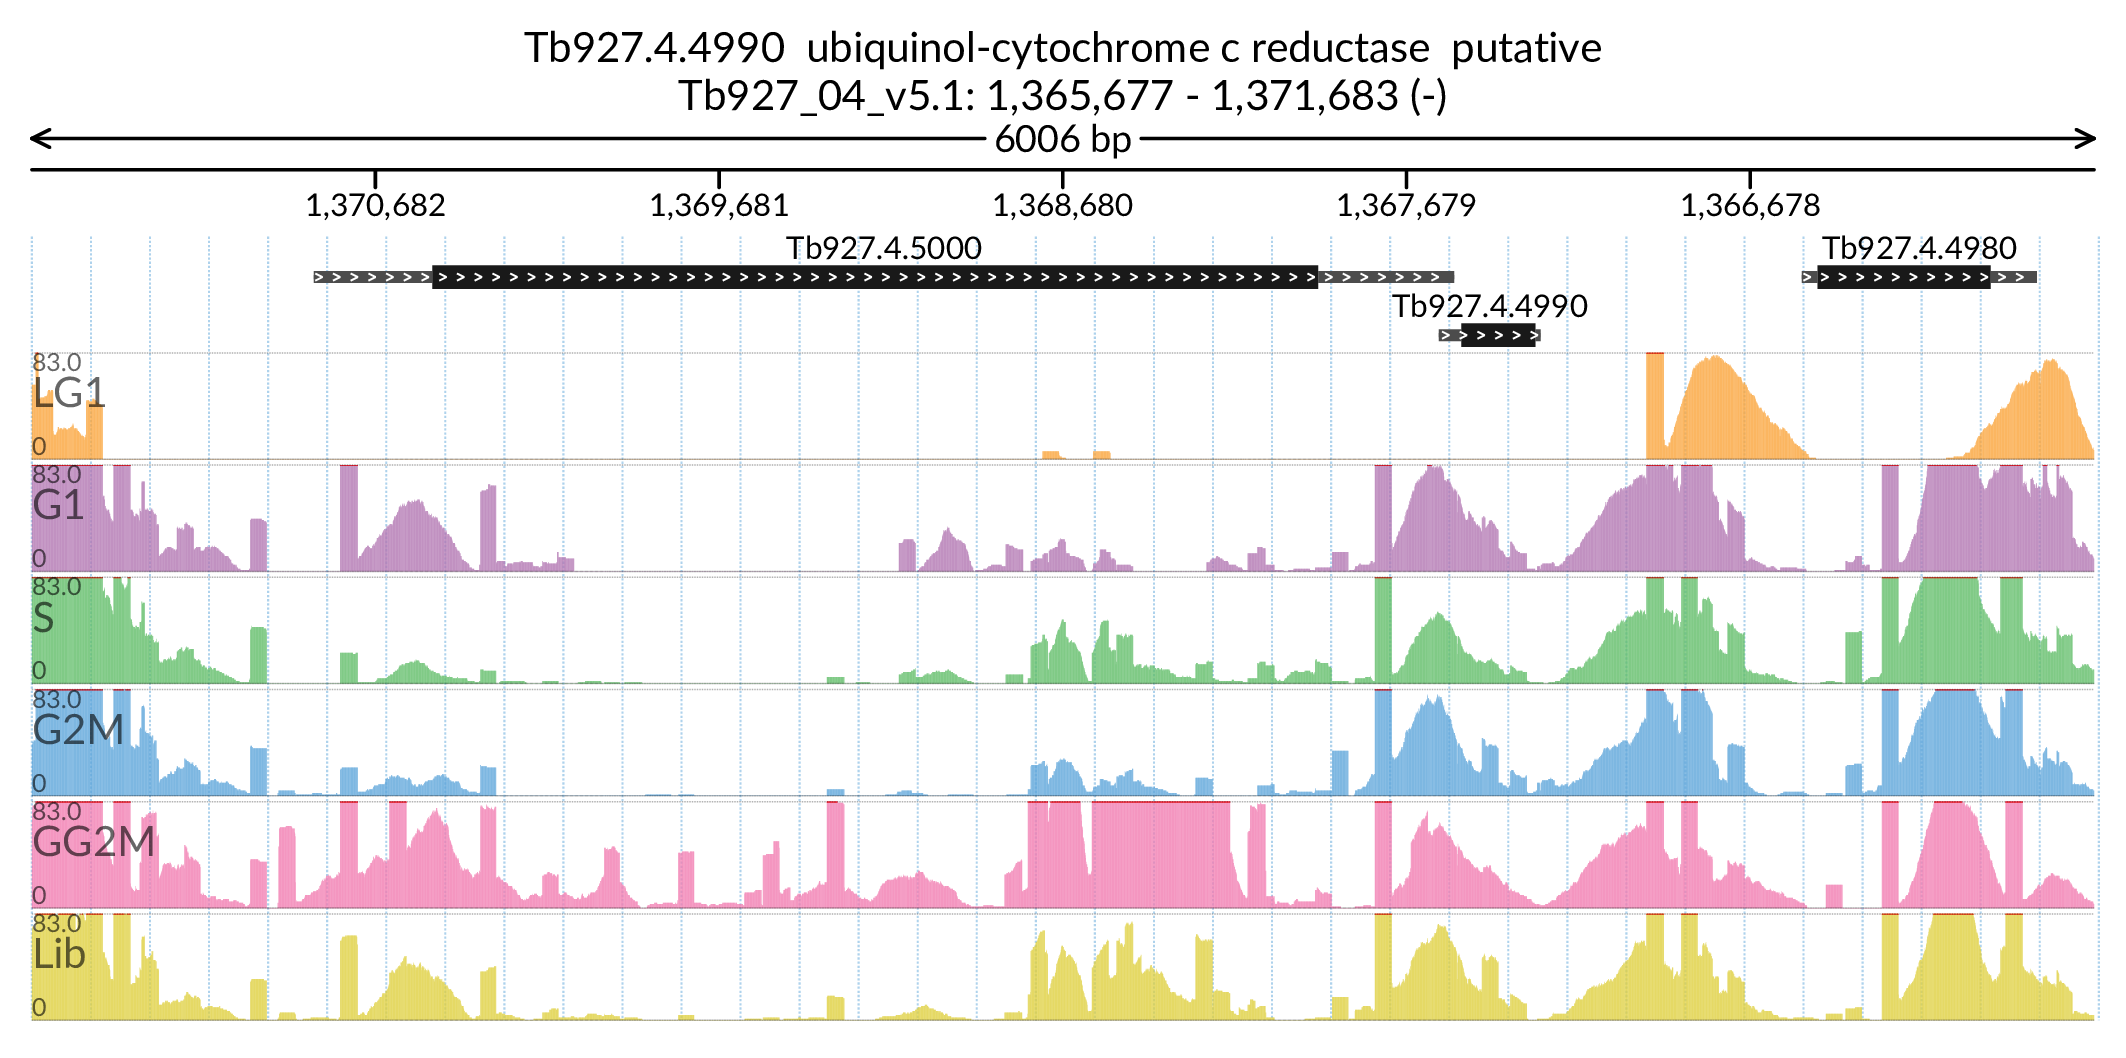 Tb927.4.4990 ubiquinol-cytochrome c reductase putative
Tb927_04_v5.1: 1,365,677 - 1,371,683 (-)
6006 bp
1,370,682 1,369,681 1,368,680 1,367,679 1,366,678
Tb927.4.5000 Tb927.4.4980
Tb927.4.4990
83.0
LG1
0
83.0
G1
0
83.0
S
0
83.0
G2M
0
83.0
GG2M
0
83.0
Lib
0